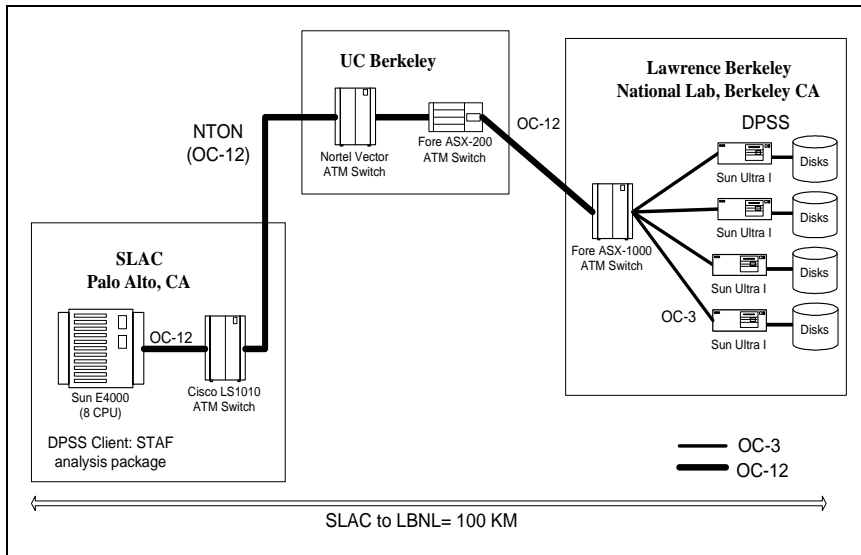 UC Berkeley
Nortel Vector
ATM Switch
Fore ASX-200
ATM Switch
NTON
(OC-12)
OC-12
Lawrence Berkeley
National Lab, Berkeley CA
DPSS
Sun Ultra I
Disks
Sun Ultra I
Disks
Sun Ultra I
Disks
Sun Ultra I
Disks
Fore ASX-1000
ATM Switch
OC-3
SLAC
Palo Alto, CA
OC-12
Sun E4000
(8 CPU)
Cisco LS1010
ATM Switch
DPSS Client: STAF
analysis package
OC-3
OC-12
SLAC to LBNL= 100 KM